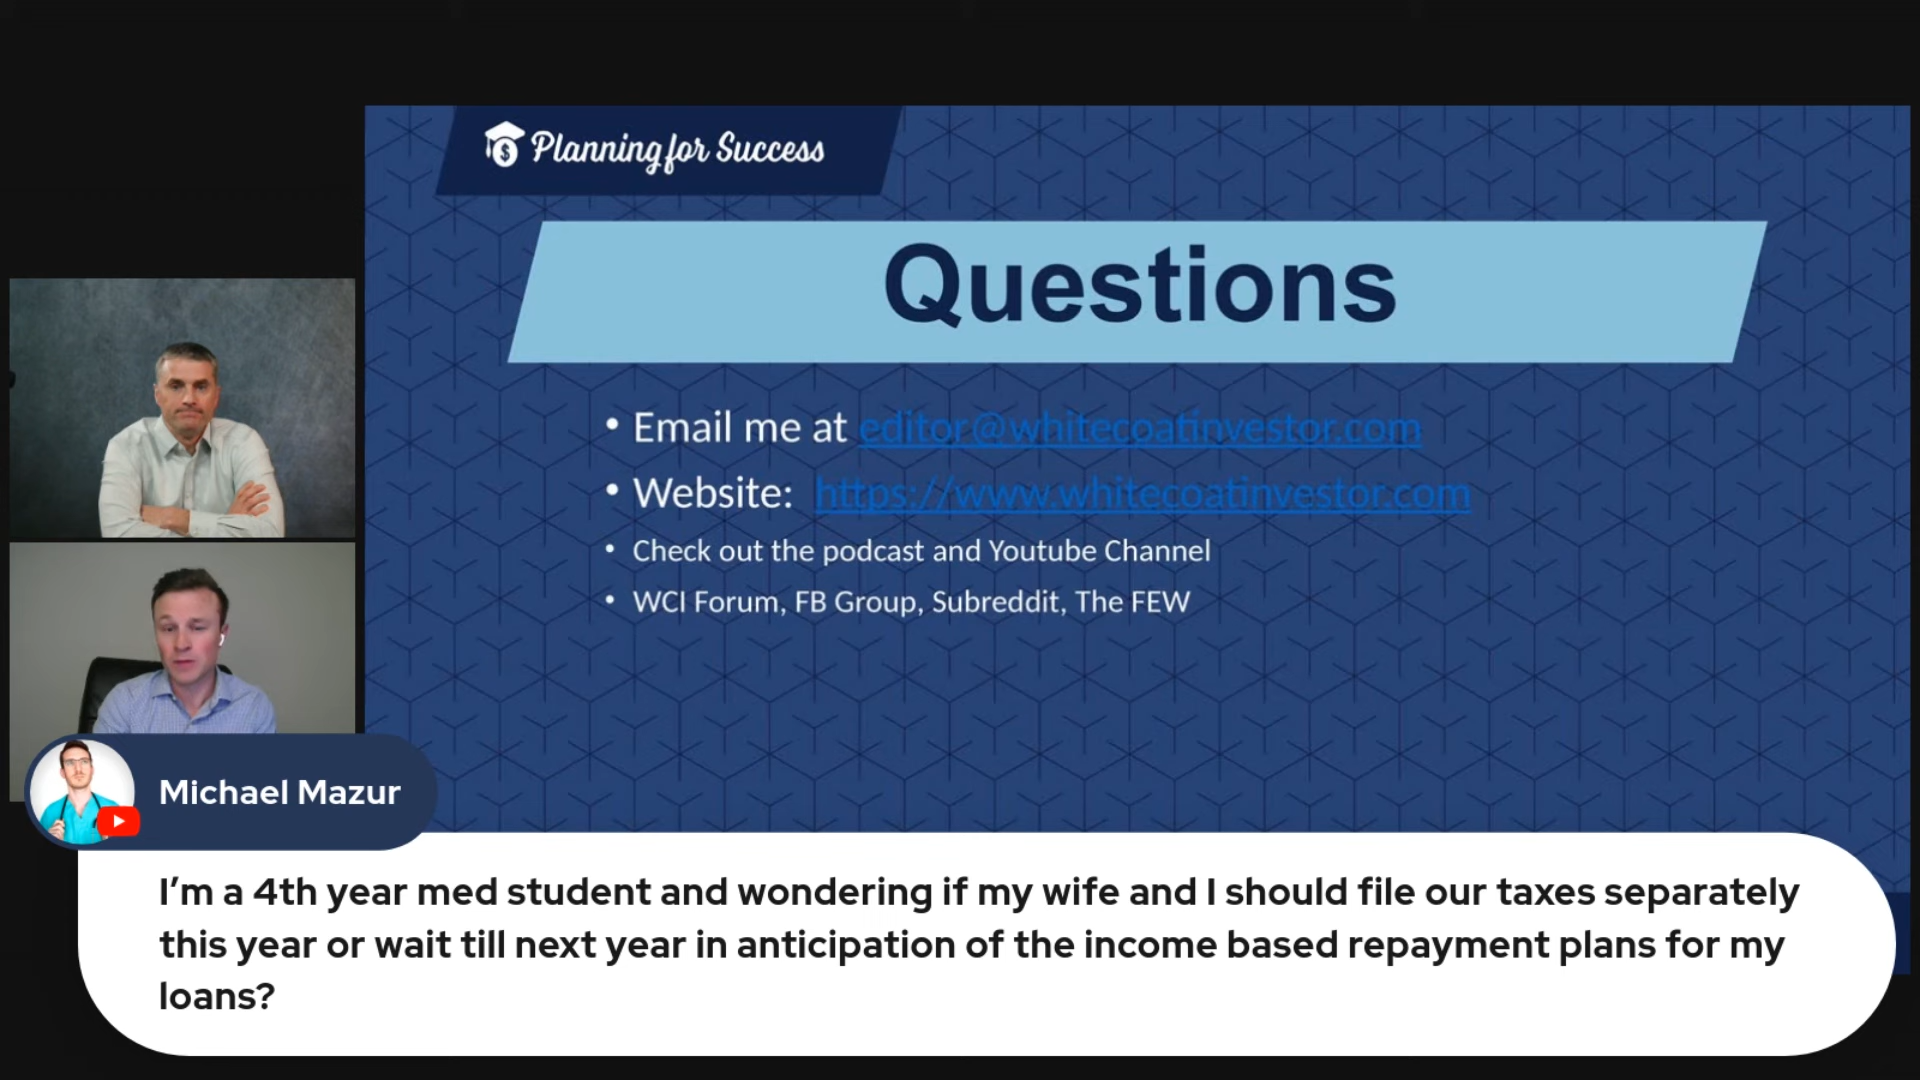 Planning for Success
Questions
• Email me at editor@whitecoatinvestor.com
• Website: https://www.whitecoatinvestor.com
• Check out the podcast and Youtube Channel
• WCI Forum, FB Group, Subreddit, The FEW
Michael Mazur
I’m a 4th year med student and wondering if my wife and I should file our taxes separately
this year or wait till next year in anticipation of the income based repayment plans for my
loans?